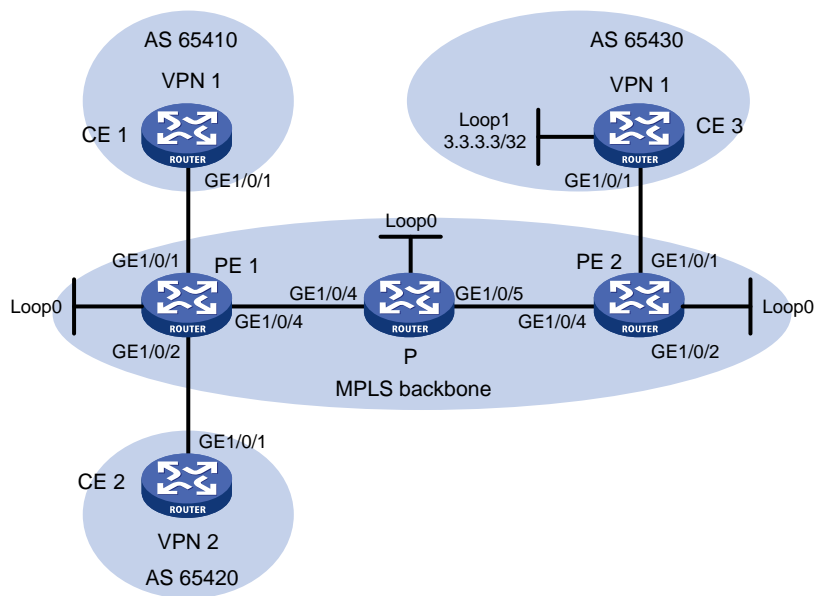 AS 65410
VPN 1
CE 1
ROUTER
GE1/0/1
AS 65430
VPN 1
Loop1
3.3.3.3/32
CE 3
ROUTER
GE1/0/1
Loop0
GE1/0/1
PE 1
Loop0
ROUTER
GE1/0/4
GE1/0/2
GE1/0/4
GE1/0/5
ROUTER
P
PE 2
GE1/0/1
GE1/0/4
ROUTER
Loop0
GE1/0/2
MPLS backbone
GE1/0/1
CE 2
ROUTER
VPN 2
AS 65420